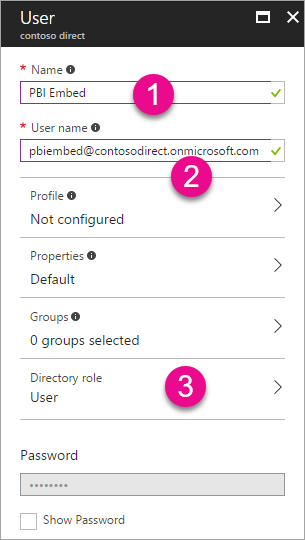 User
contoso direct
* Name
PBI Embed
1
* User name
pbiembed@contosodirect.onmicrosoft.com
2
Profile
Not configured
Properties
Default
Groups
0 groups selected
Directory role
User
3
Password
••••••••
Show Password